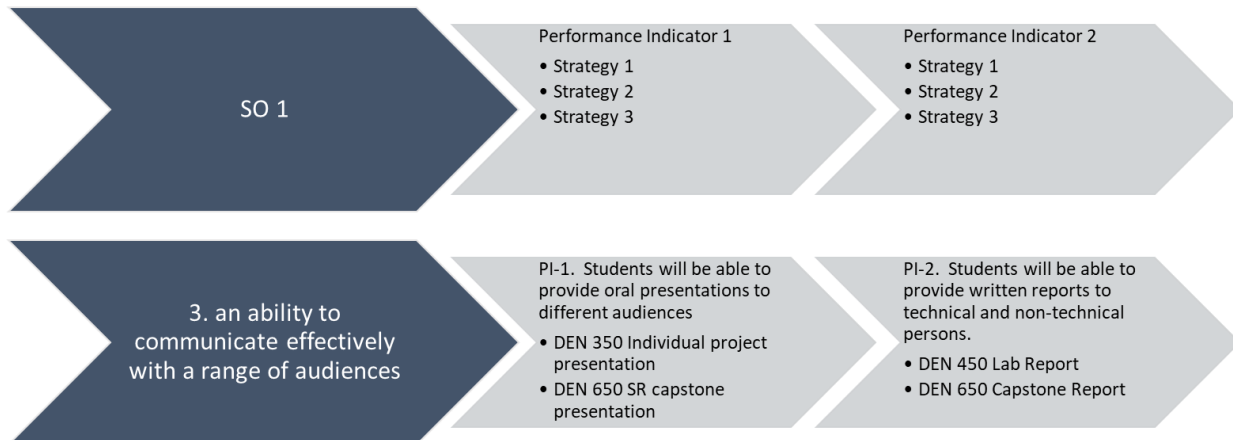 SO 1
Performance Indicator 1
• Strategy 1
• Strategy 2
• Strategy 3
Performance Indicator 2
• Strategy 1
• Strategy 2
• Strategy 3
3. an ability to
communicate effectively
with a range of audiences
PI-1.  Students will be able to
provide oral presentations to
different audiences
• DEN 350 Individual project
presentation
• DEN 650 SR capstone
presentation
PI-2.  Students will be able to
provide written reports to
technical and non-technical
persons.
• DEN 450 Lab Report
• DEN 650 Capstone Report